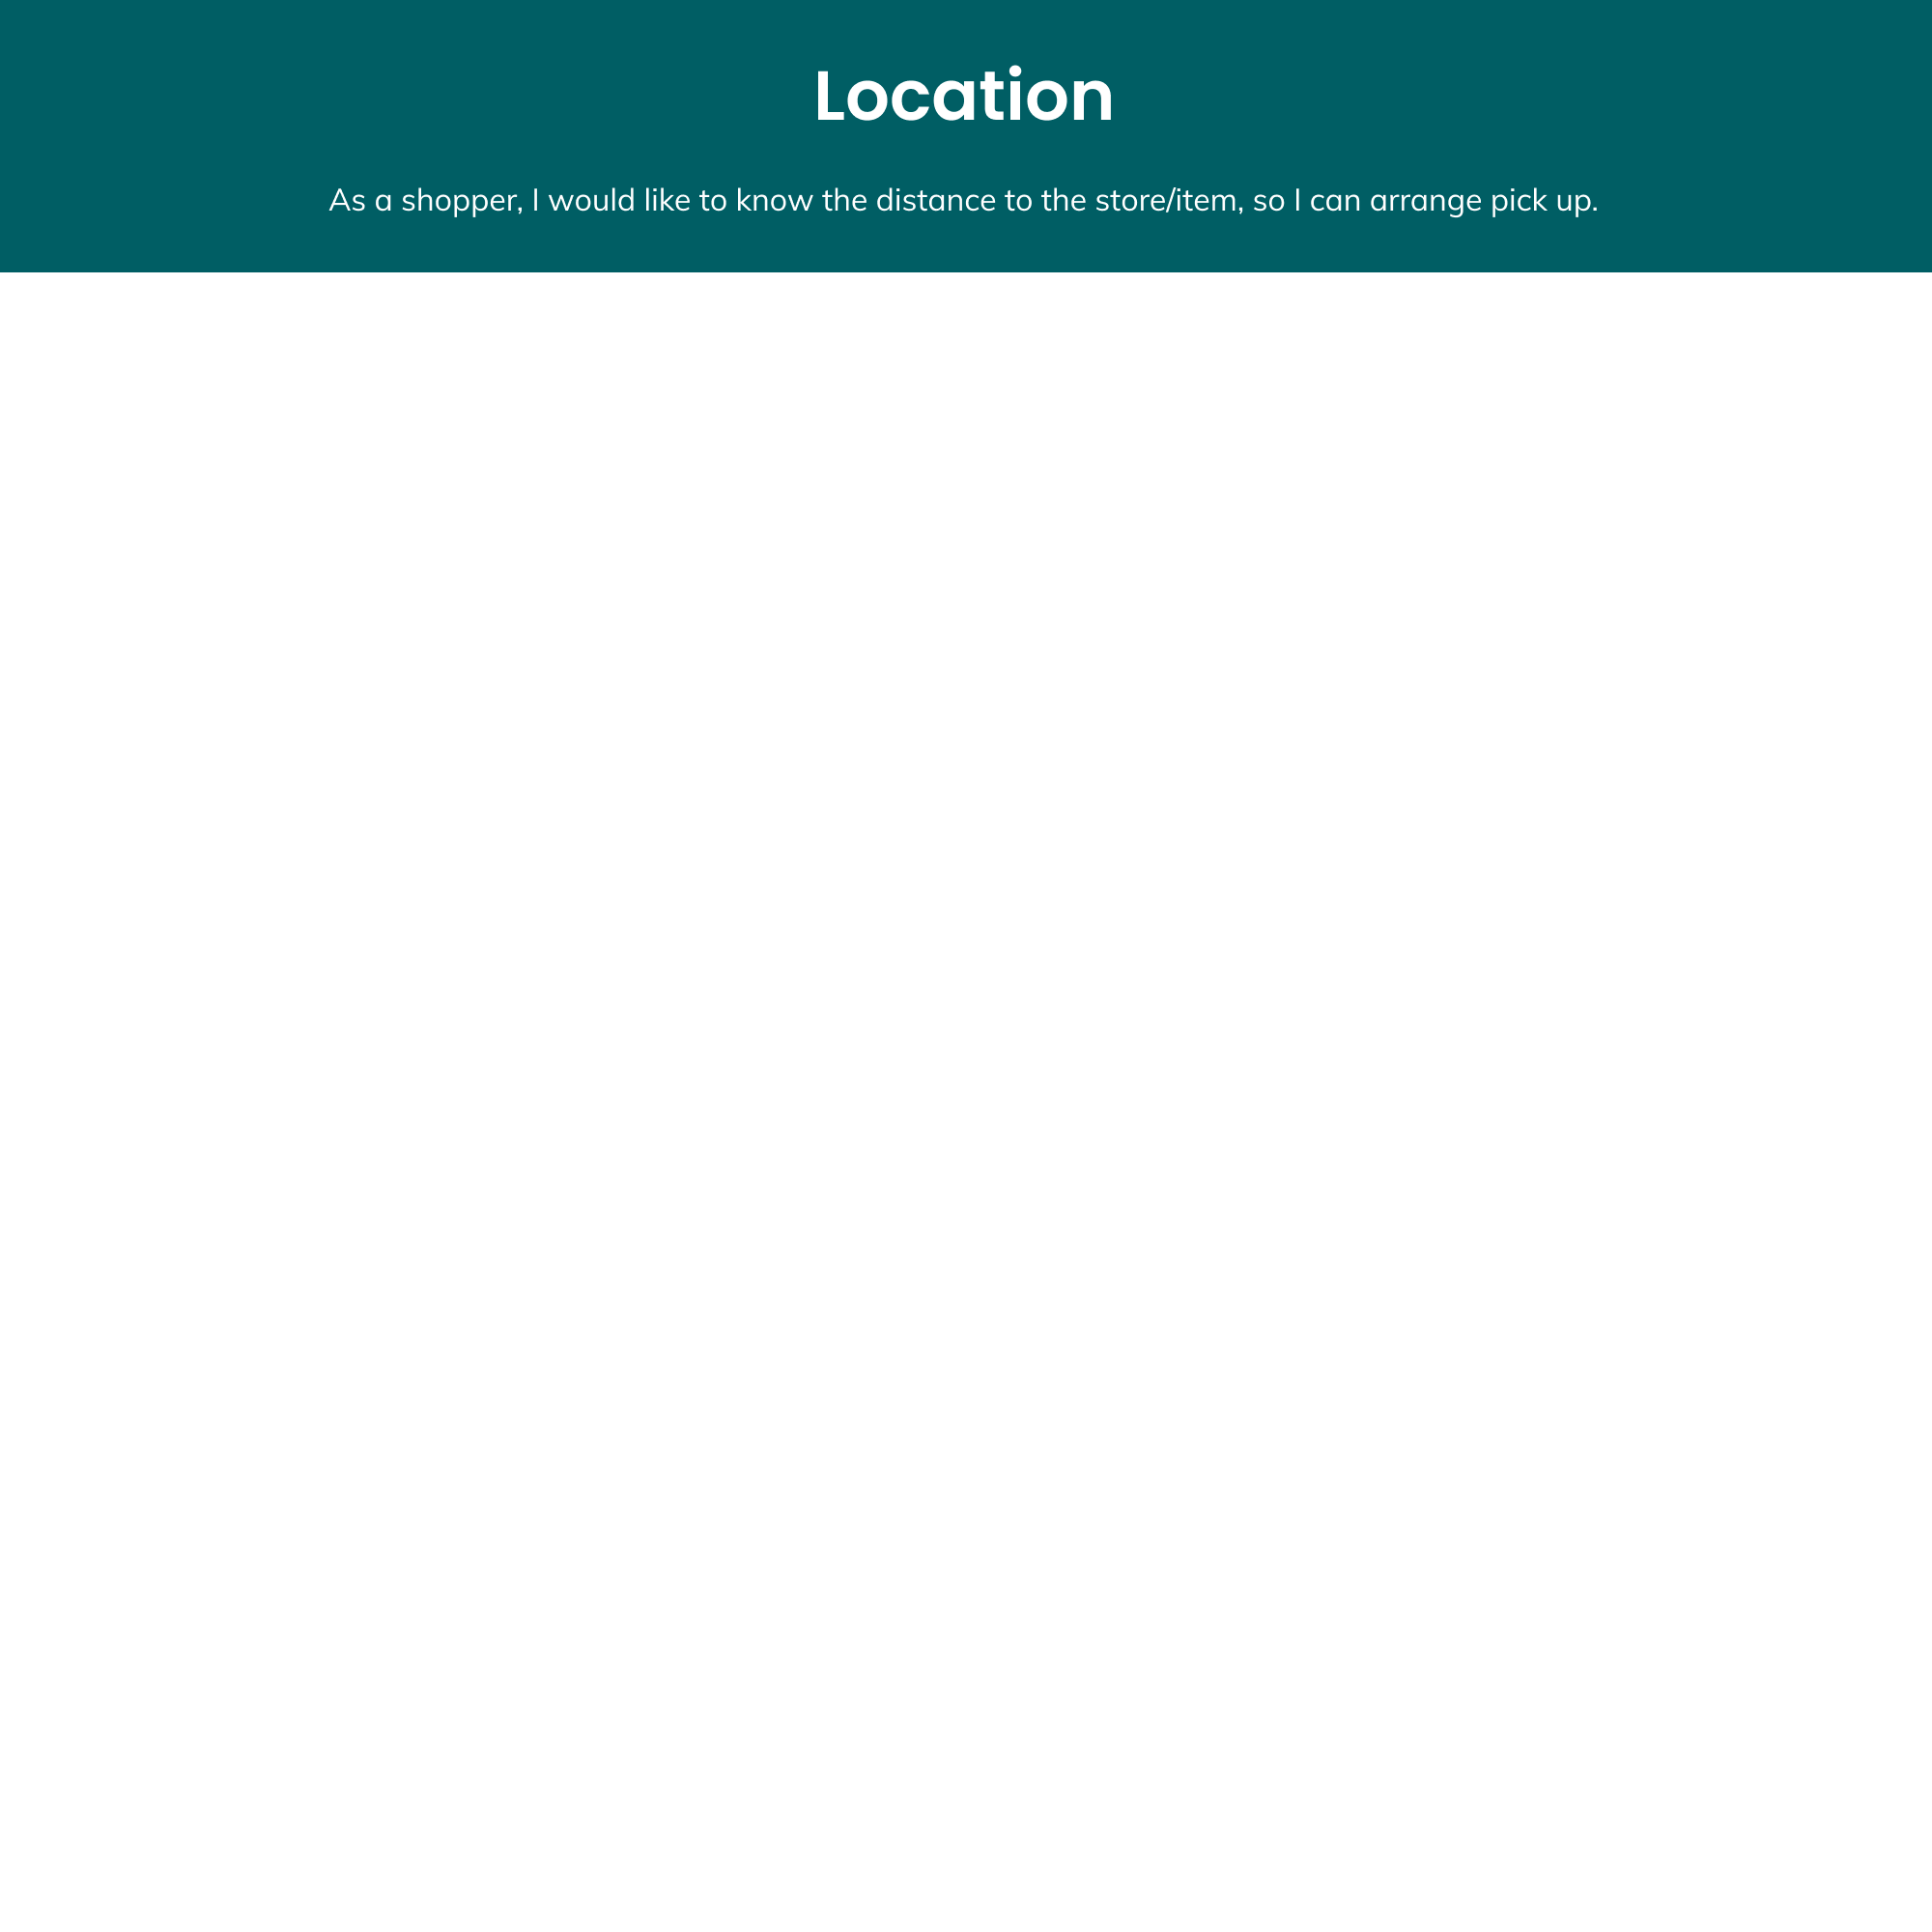 Location
As a shopper, I would like to know the distance to the store/item, so I can arrange pick up.